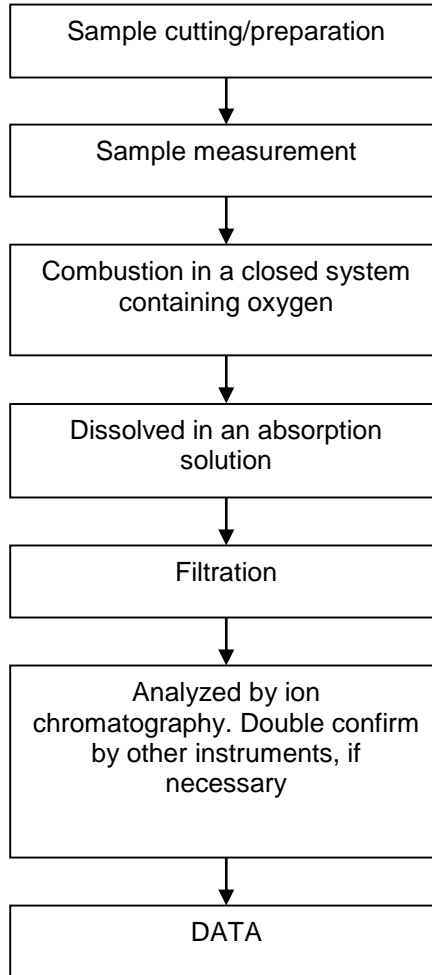 Sample cutting/preparation
Sample measurement
Combustion in a closed system
containing oxygen
Dissolved in an absorption
solution
Filtration
Analyzed by ion
chromatography. Double confirm
by other instruments, if
necessary
DATA